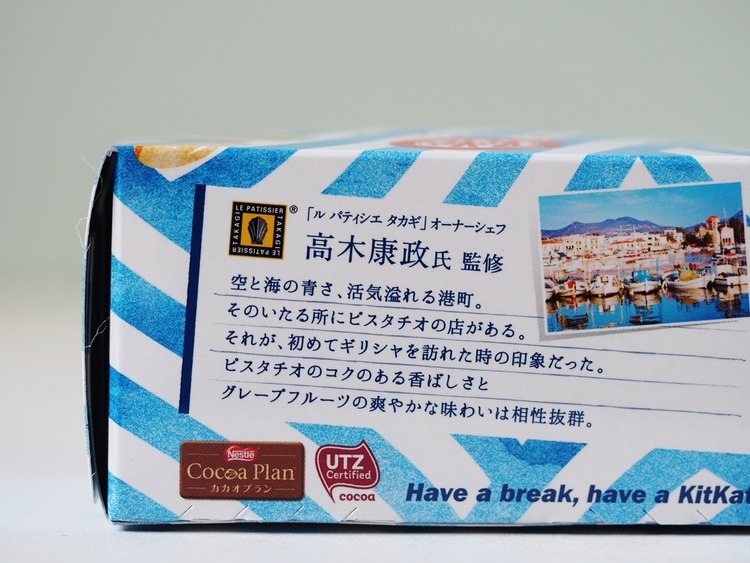 LE PATISSIER
TAKAGI
LE PATISSIER
TAKAGI
®
「ル パティシエ タカギ」オーナーシェフ
高木康政氏 監修
空と海の青さ、活気溢れる港町。
そのいたる所にピスタチオの店がある。
それが、初めてギリシャを訪れた時の印象だった。
ピスタチオのコクのある香ばしさと
グレープフルーツの爽やかな味わいは相性抜群。
Nestlé
Cocoa Plan
カカオプラン
UTZ
Certified
cocoa
Have a break, have a KitKat